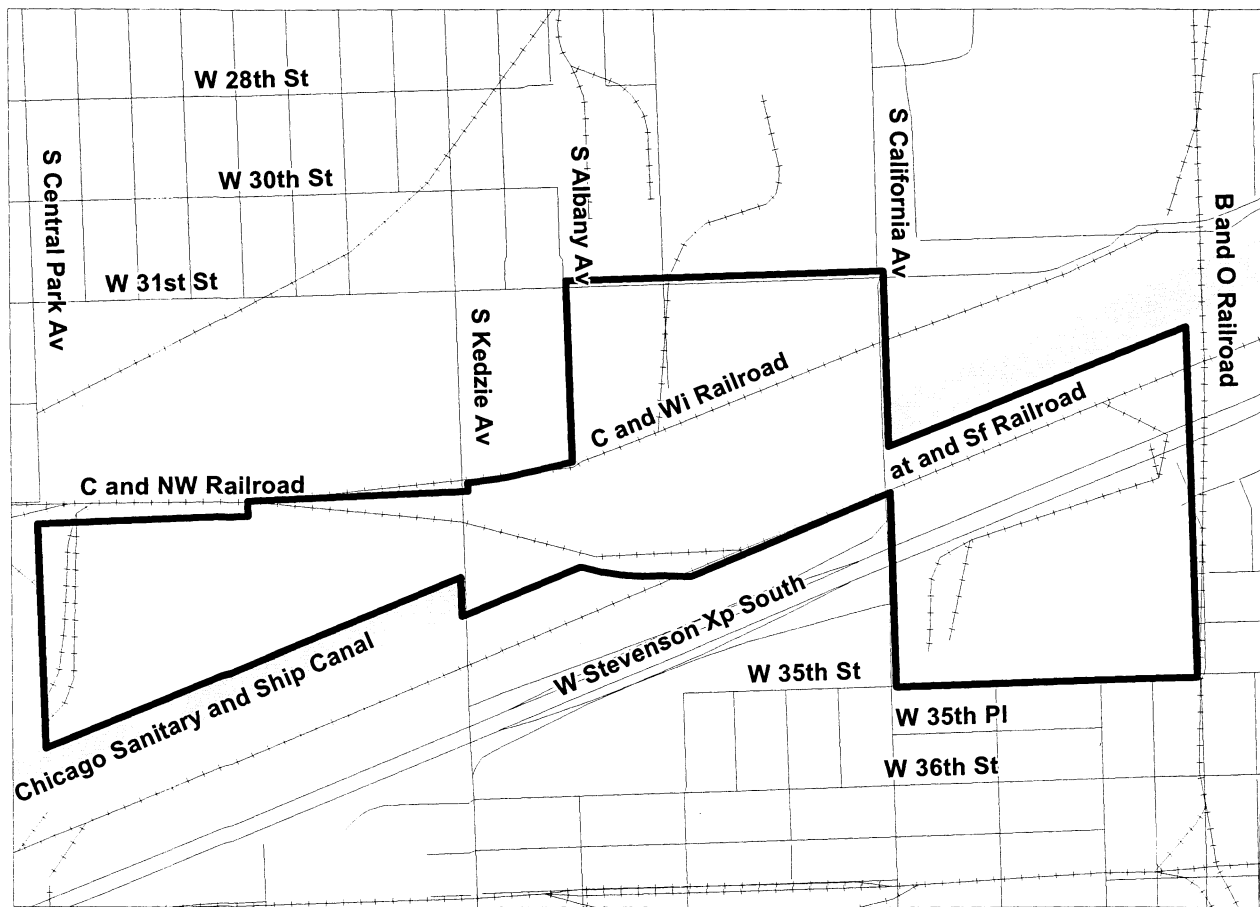 W 28th St
S California Av
S Albany Av
S Central Park Av
W 30th St
B and O Railroad
W 31st St
S Kedzie Av
C and Wi Railroad
at and Sf Railroad
C and NW Railroad
W Stevenson Xp South
Chicago Sanitary and Ship Canal
W 35th St
W 35th Pl
W 36th St